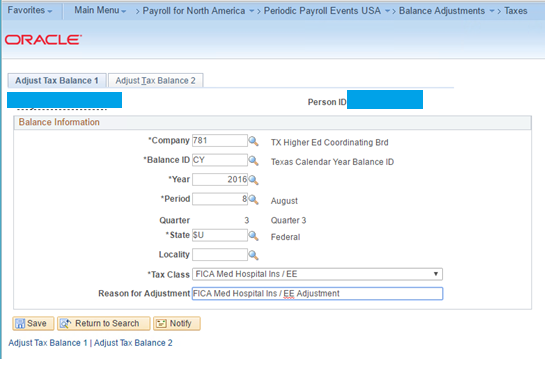 Favorites Main Menu > Payroll for North America > Periodic Payroll Events USA > Balance Adjustments > Taxes
ORACLE
Adjust Tax Balance 1 Adjust Tax Balance 2
Person ID
Balance Information
*Company 781 TX Higher Ed Coordinating Brd
*Balance ID CY Texas Calendar Year Balance ID
*Year 2016
*Period 8 August
Quarter 3 Quarter 3
*State $U Federal
Locality
*Tax Class FICA Med Hospital Ins / EE
Reason for Adjustment FICA Med Hospital Ins / EE Adjustment
Save Return to Search Notify
Adjust Tax Balance 1 | Adjust Tax Balance 2